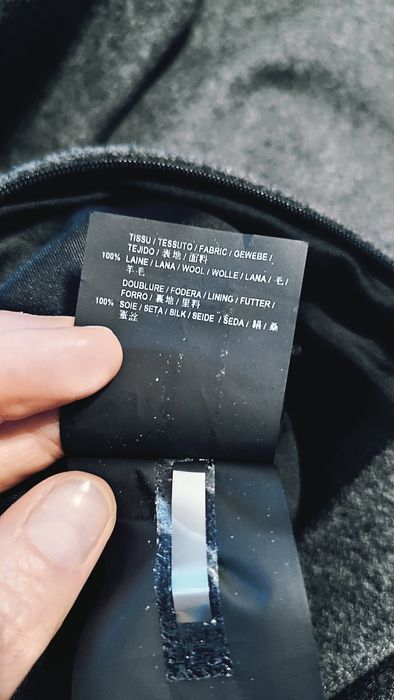 TISSU / TESSUTO / FABRIC / GEWEBE /
TEJIDO / 表地 / 面料
100% LAINE / LANA / WOOL / WOLLE / LANA / 毛 /
羊毛
DOUBLURE / FODERA / LINING / FUTTER /
FORRO / 裏地 / 里料
100% SOIE / SETA / SILK / SEIDE / SEDA / 絹 / 桑
蚕丝